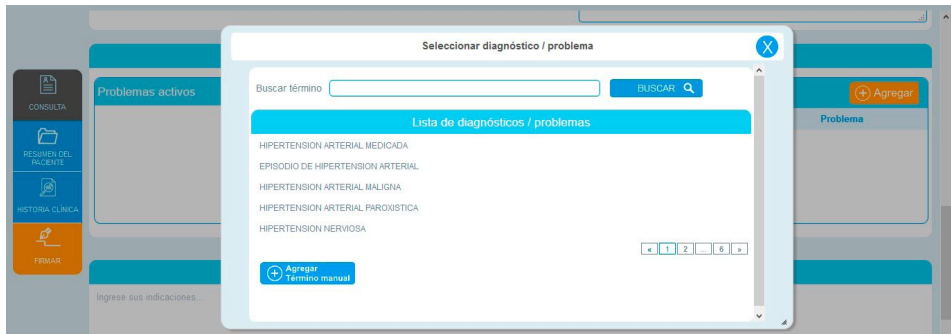 Seleccionar diagnóstico / problema
X
Buscar término
BUSCAR
Lista de diagnósticos / problemas
HIPERTENSION ARTERIAL MEDICADA
EPISODIO DE HIPERTENSION ARTERIAL
HIPERTENSION ARTERIAL MALIGNA
HIPERTENSION ARTERIAL PAROXISTICA
HIPERTENSION NERVIOSA
« 1 2 ... 6 »
Agregar
Término manual
CONSULTA
RESUMEN DEL
PACIENTE
HISTORIA CLÍNICA
FIRMAR
Problemas activos
Agregar
Problema
Ingrese sus indicaciones...